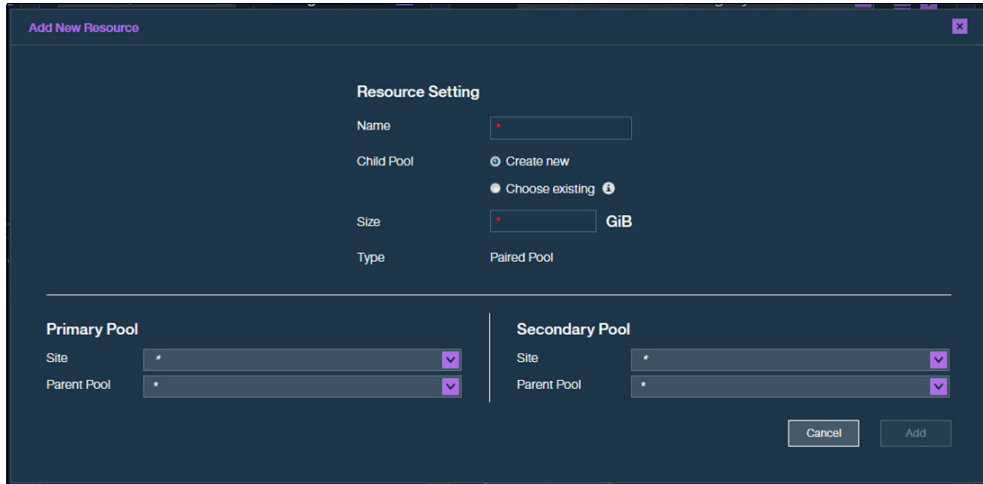 Add New Resource
Resource Setting
Name *
Child Pool Create new
Choose existing
Size * GiB
Type Paired Pool
Primary Pool Secondary Pool
Site * Site *
Parent Pool * Parent Pool *
Cancel Add